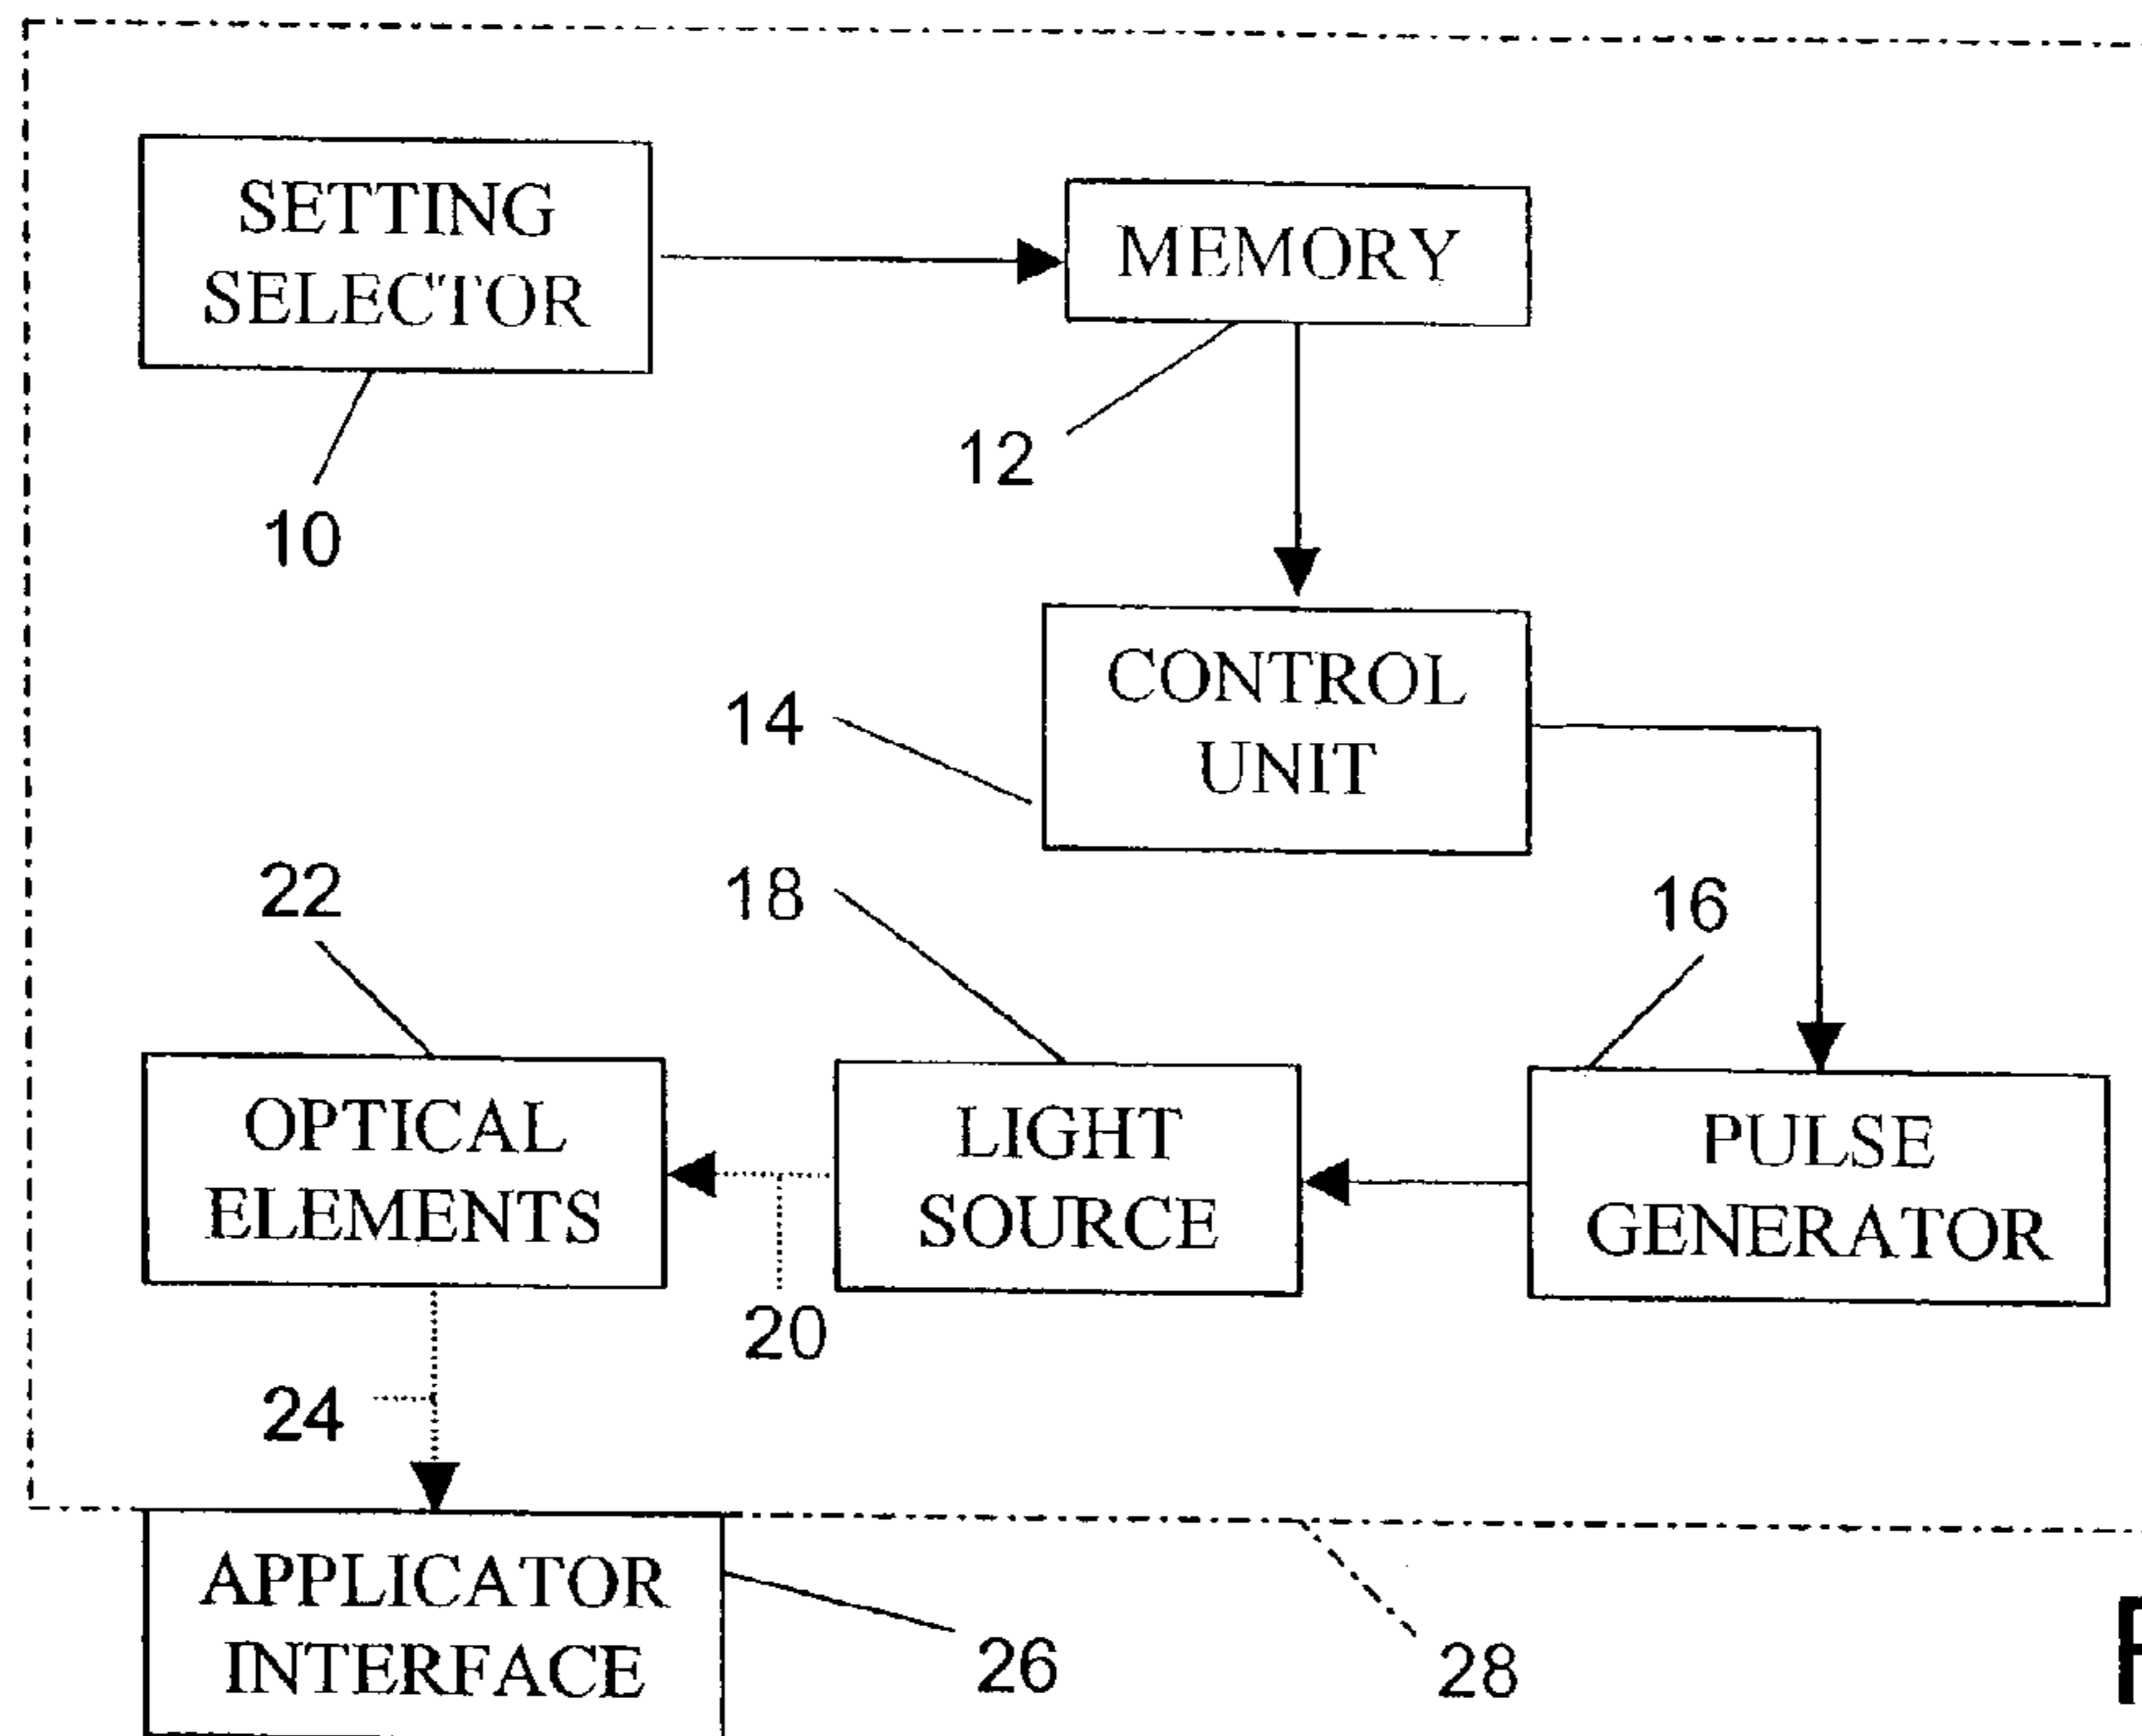 SETTING
SELECTOR
MEMORY
12
10
CONTROL
UNIT
14
22
18
16
OPTICAL
ELEMENTS
LIGHT
SOURCE
PULSE
GENERATOR
20
24
APPLICATOR
INTERFACE
26
28